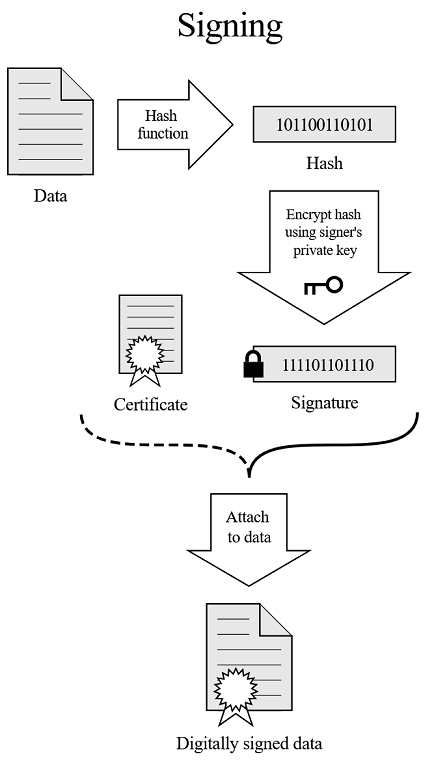 Signing
Hash
function
101100110101
Hash
Data
Encrypt hash
using signer's
private key
111101101110
Certificate
Signature
Attach
to data
Digitally signed data